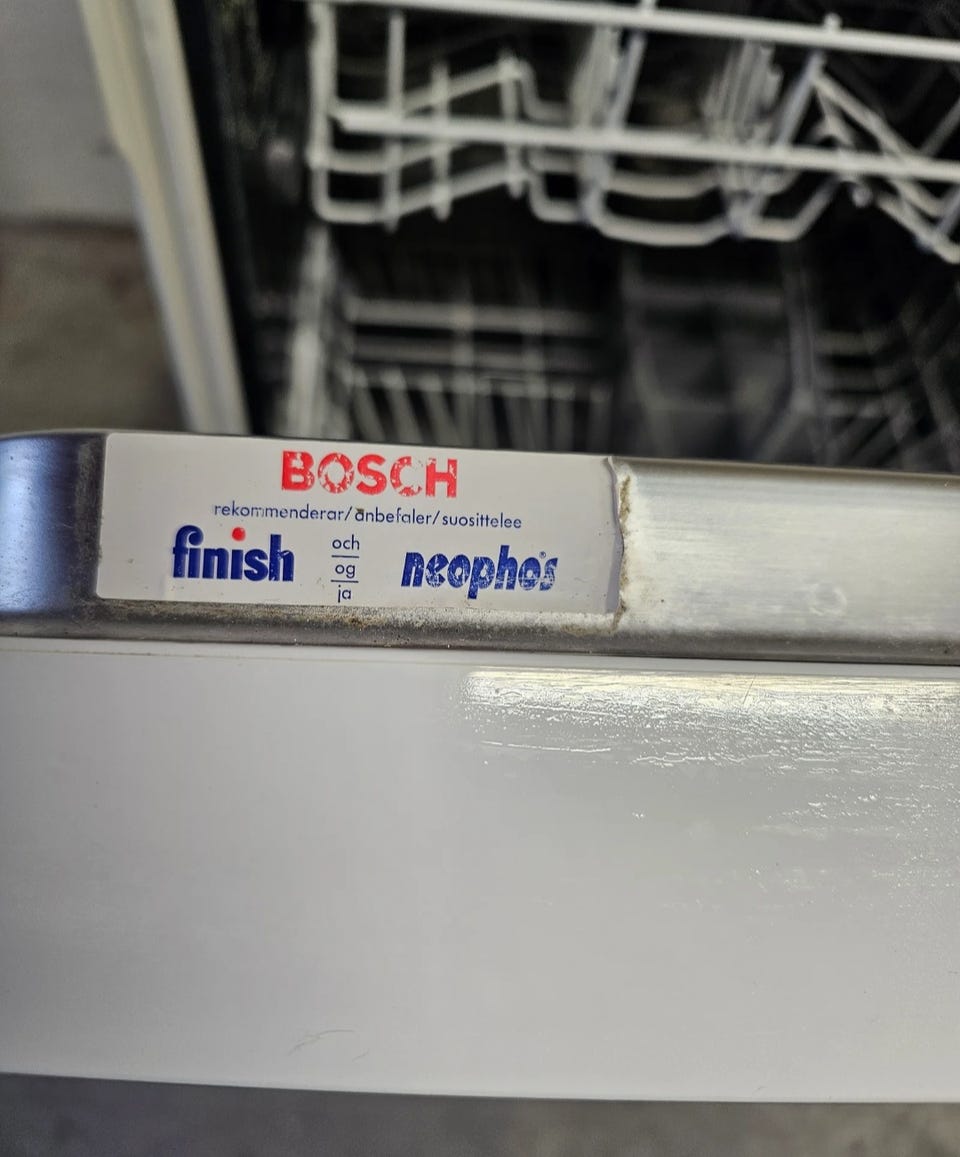 BOSCH
rekommenderar/anbefaler/suosittelee
finish
och
og
ja
neophos